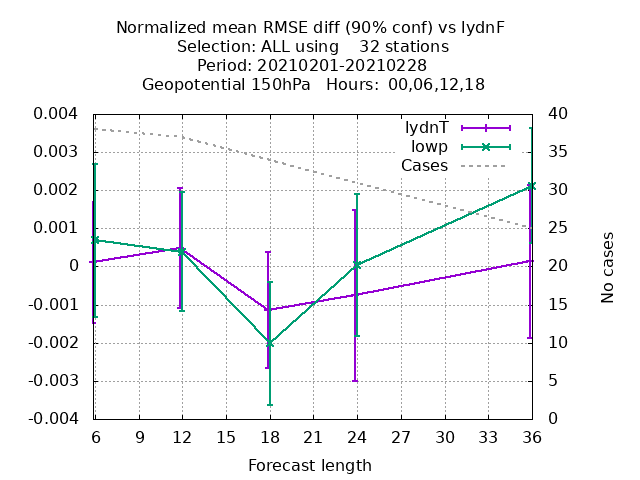 Normalized mean RMSE diff (90% conf) vs lydnF
Selection: ALL using    32 stations
Period: 20210201-20210228
Geopotential 150hPa   Hours: 00,06,12,18
0.004
0.003
0.002
0.001
0
-0.001
-0.002
-0.003
-0.004
lydnT
lowp
Cases
40
35
30
25
20
15
10
5
0
No cases
6 9 12 15 18 21 24 27 30 33 36
Forecast length